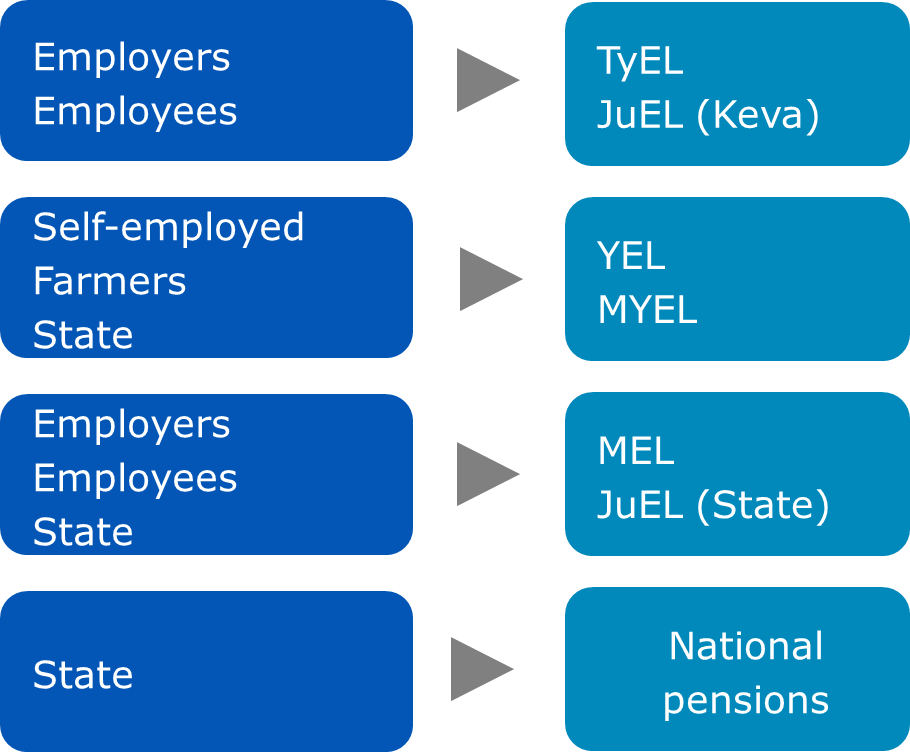 Employers
Employees
TyEL
JuEL (Keva)
Self-employed
Farmers
State
YEL
MYEL
Employers
Employees
State
MEL
JuEL (State)
State
National
pensions